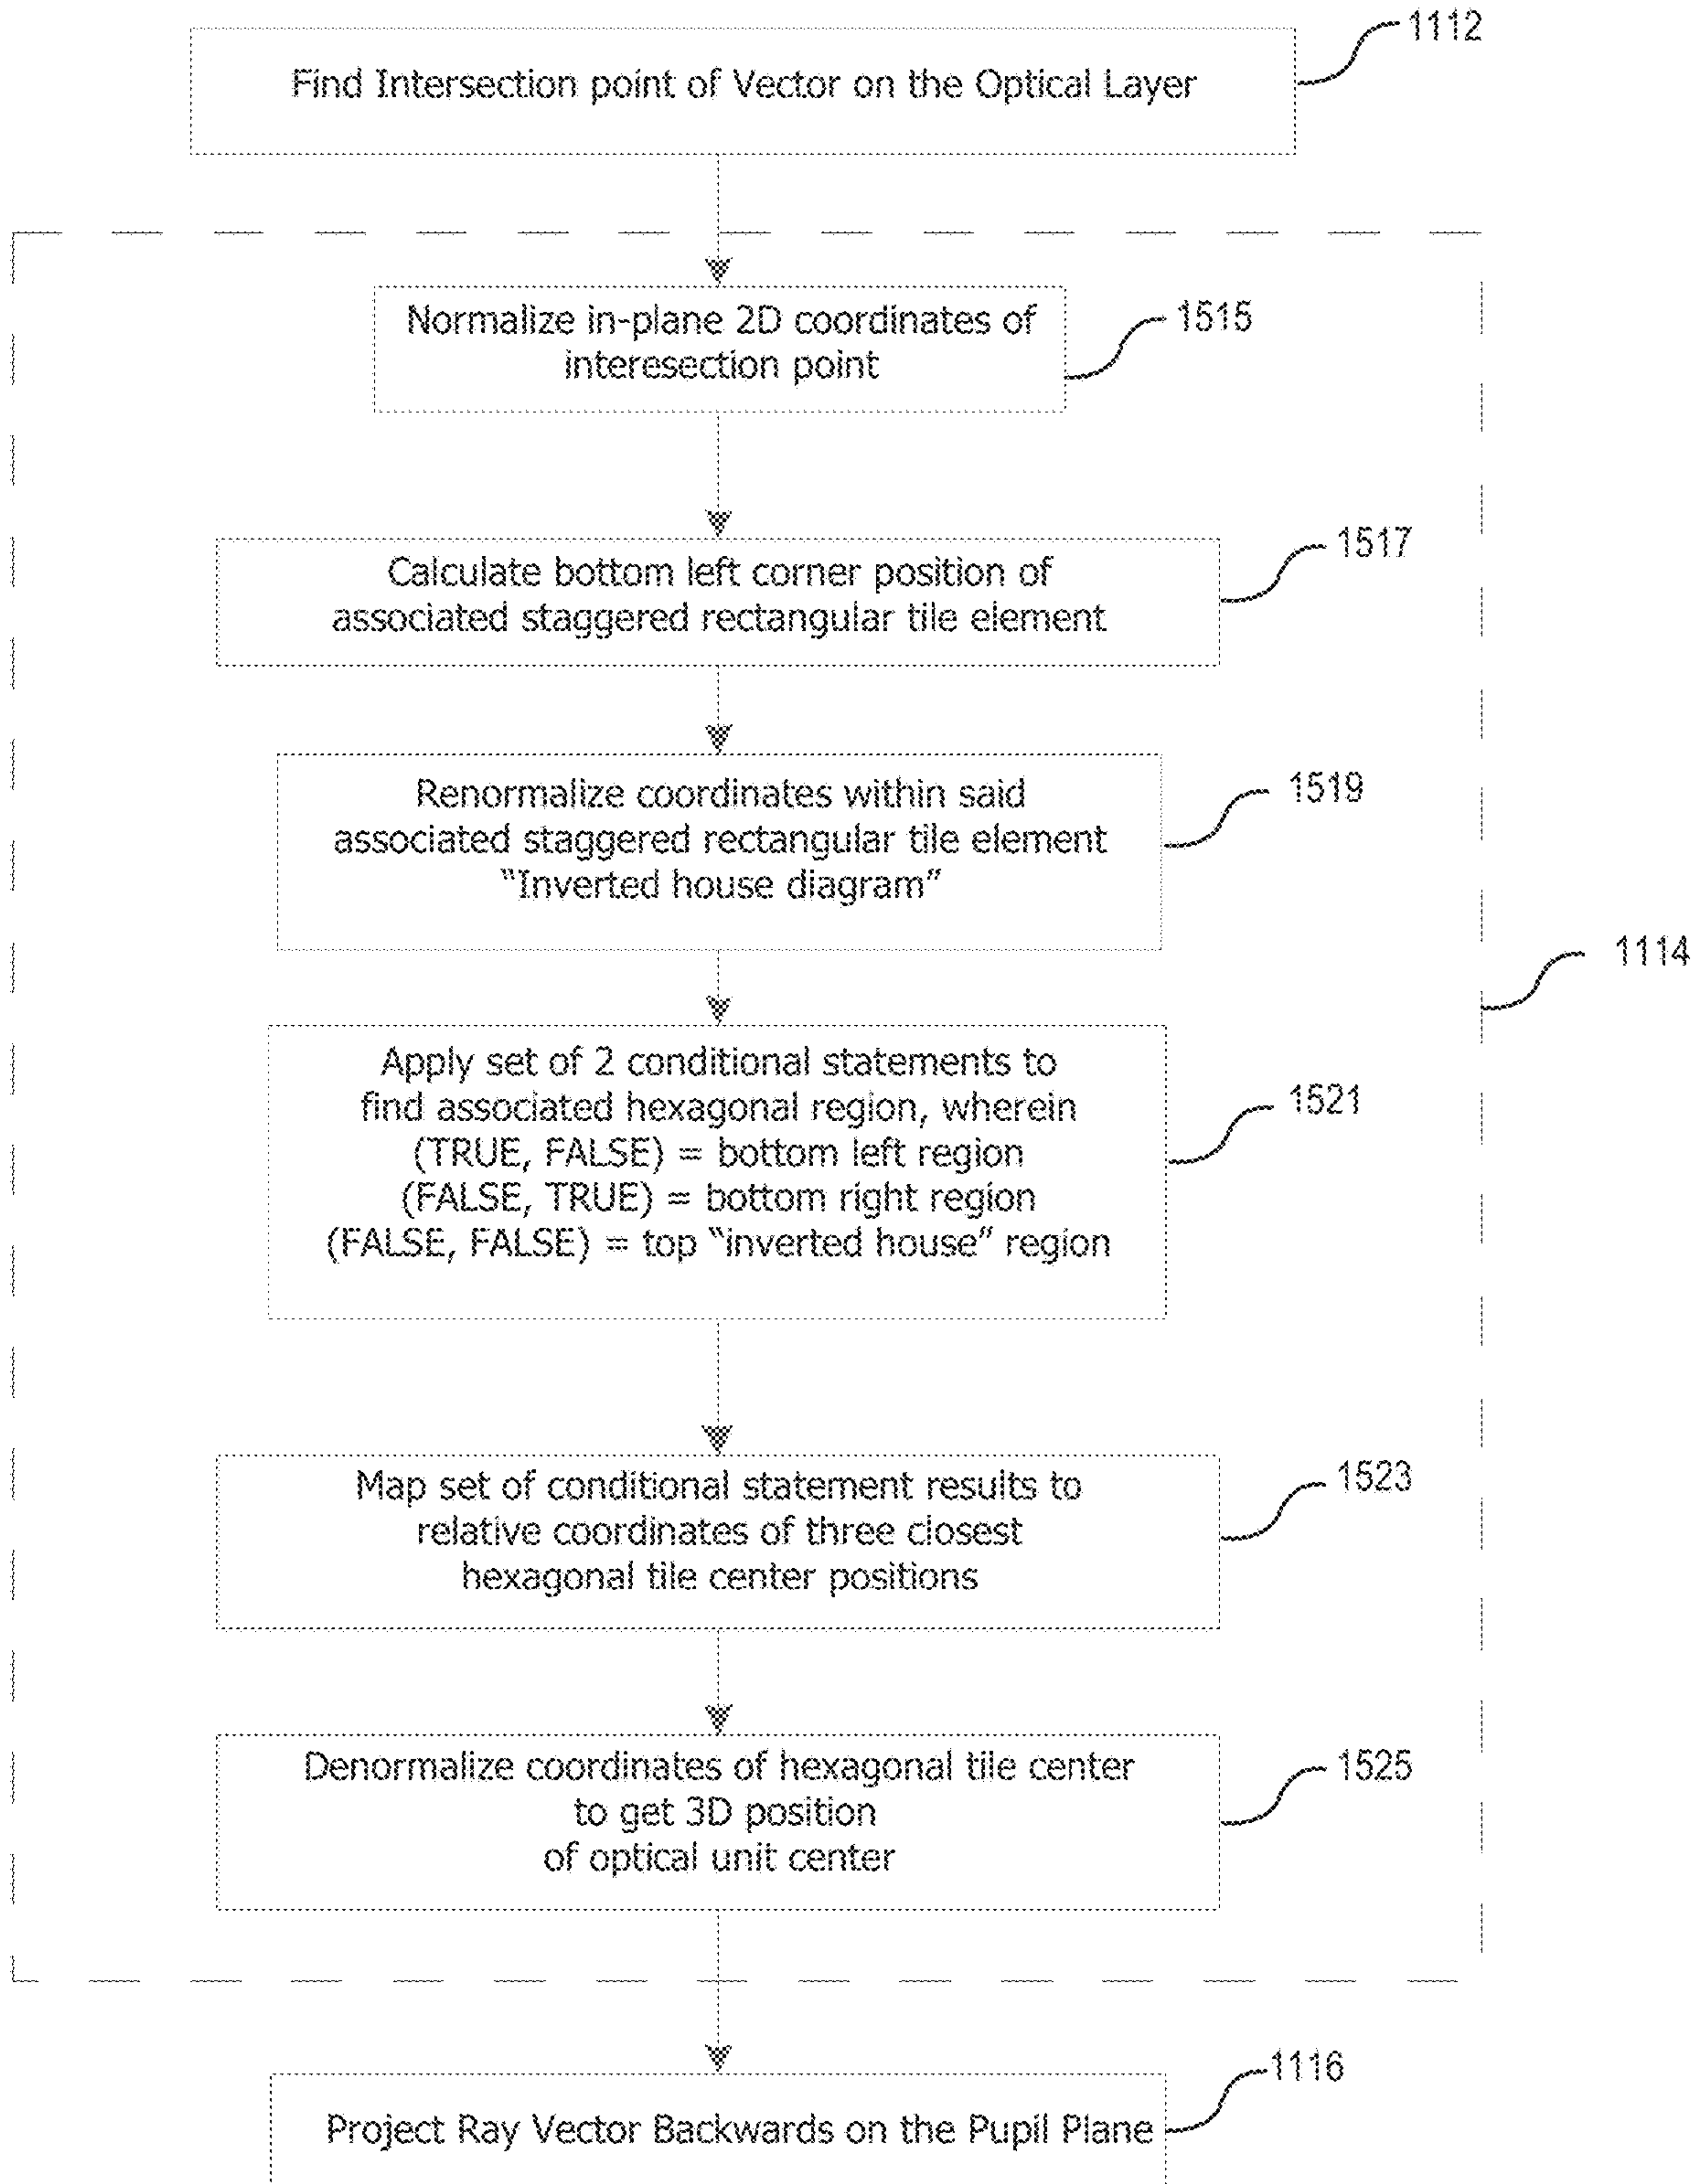 1112
Find Intersection point of Vector on the Optical Layer
Normalize in-plane 2D coordinates of
interesection point
1515
Calculate bottom left corner position of
associated staggered rectangular tile element
1517
Renormalize coordinates within said
associated staggered rectangular tile element
“Inverted house diagram”
1519
1114
Apply set of 2 conditional statements to
find associated hexagonal region, wherein
(TRUE, FALSE) = bottom left region
(FALSE, TRUE) = bottom right region
(FALSE, FALSE) = top “inverted house” region
1521
Map set of conditional statement results to
relative coordinates of three closest
hexagonal tile center positions
1523
Denormalize coordinates of hexagonal tile center
to get 3D position
of optical unit center
1525
1116
Project Ray Vector Backwards on the Pupil Plane